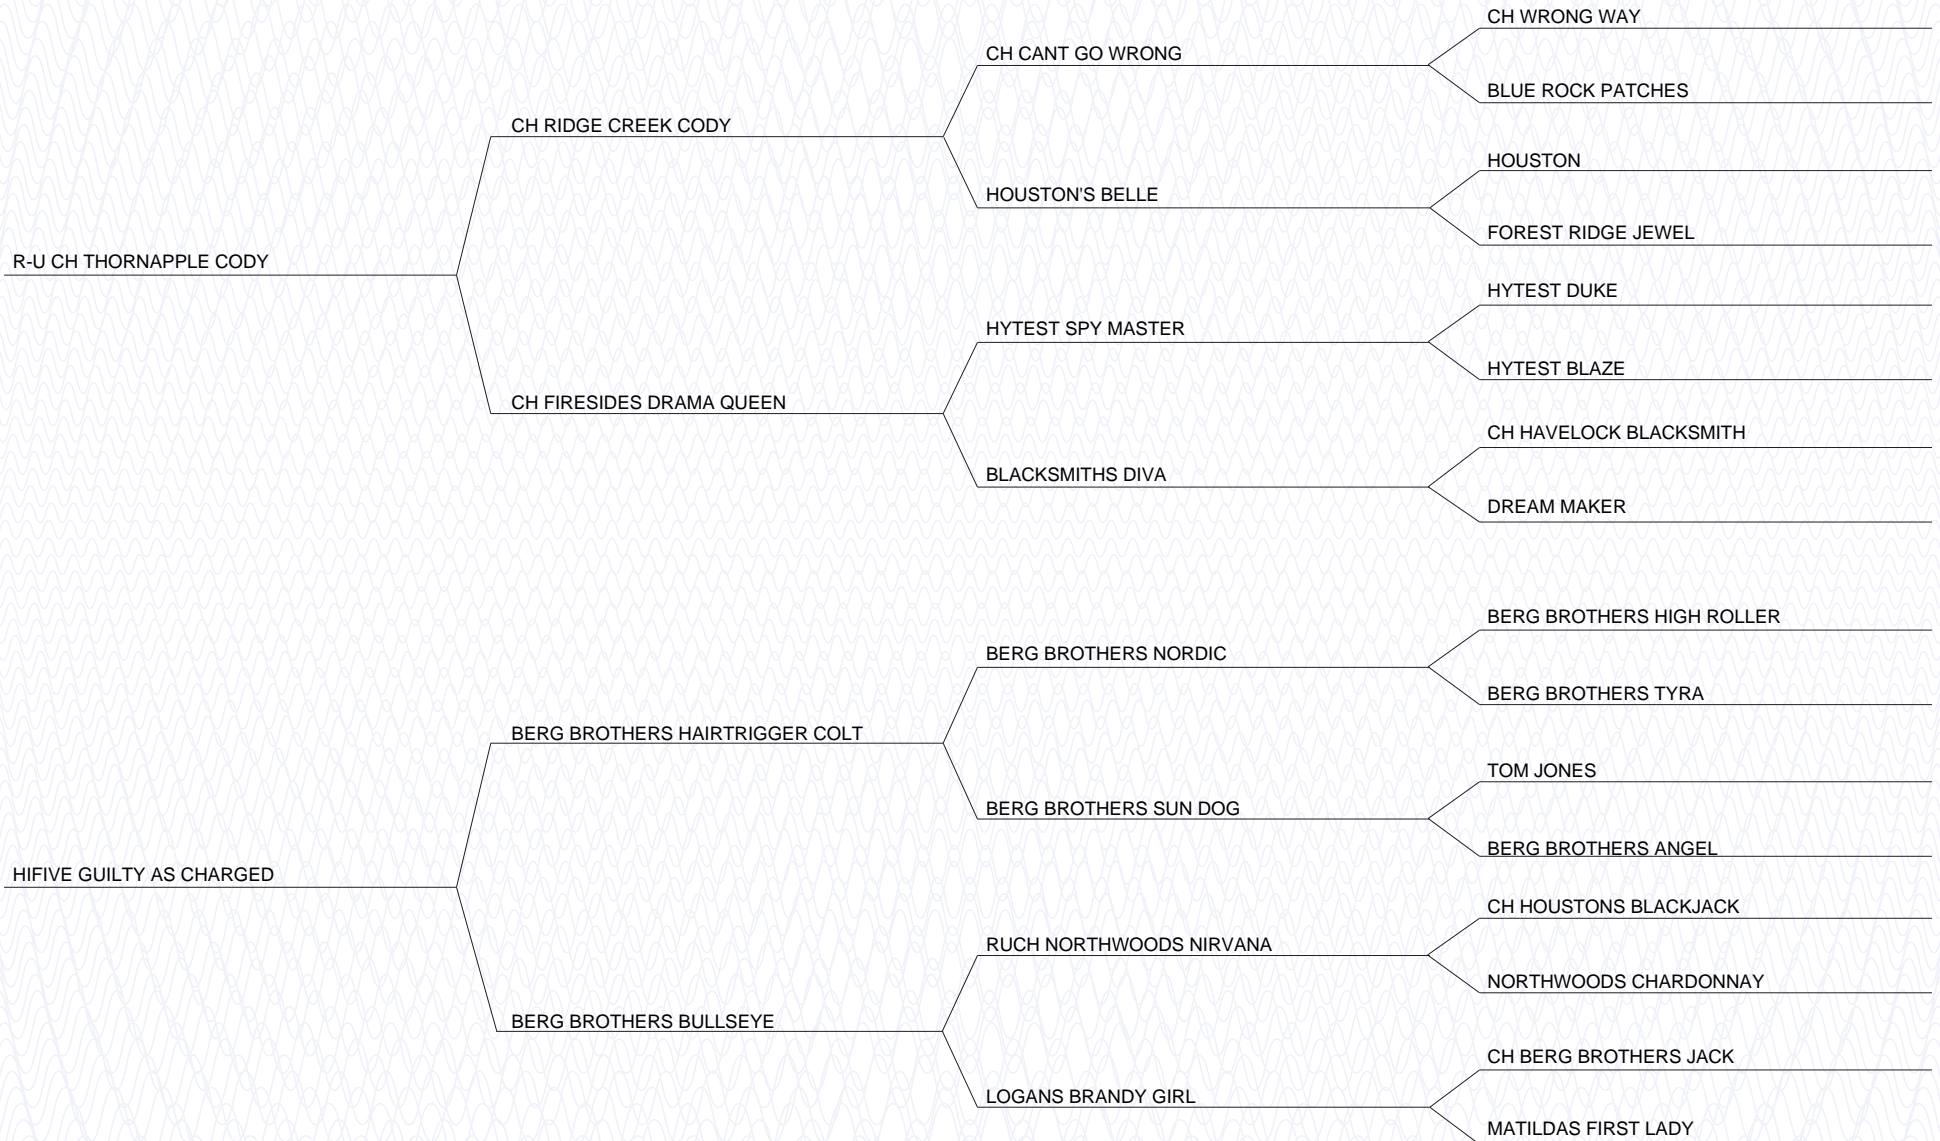 CH WRONG WAY
CH CANT GO WRONG
BLUE ROCK PATCHES
CH RIDGE CREEK CODY
HOUSTON
HOUSTON'S BELLE
FOREST RIDGE JEWEL
R-U CH THORNAPPLE CODY
HYTEST DUKE
HYTEST SPY MASTER
HYTEST BLAZE
CH FIRESIDES DRAMA QUEEN
CH HAVELOCK BLACKSMITH
BLACKSMITHS DIVA
DREAM MAKER
BERG BROTHERS HIGH ROLLER
BERG BROTHERS NORDIC
BERG BROTHERS TYRA
BERG BROTHERS HAIRTRIGGER COLT
TOM JONES
BERG BROTHERS SUN DOG
BERG BROTHERS ANGEL
HIFIVE GUILTY AS CHARGED
CH HOUSTONS BLACKJACK
RUCH NORTHWOODS NIRVANA
NORTHWOODS CHARDONNAY
BERG BROTHERS BULLSEYE
CH BERG BROTHERS JACK
LOGANS BRANDY GIRL
MATILDAS FIRST LADY